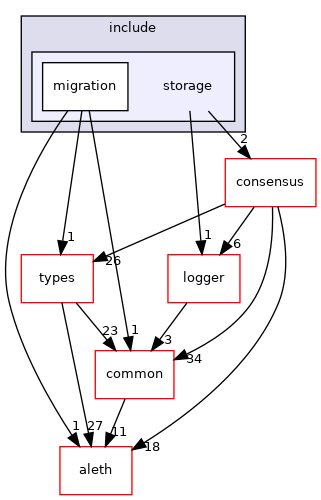 include
migration
storage
2
consensus
1
26
1
6
types
logger
23
1
3
34
common
1
27
11
18
aleth